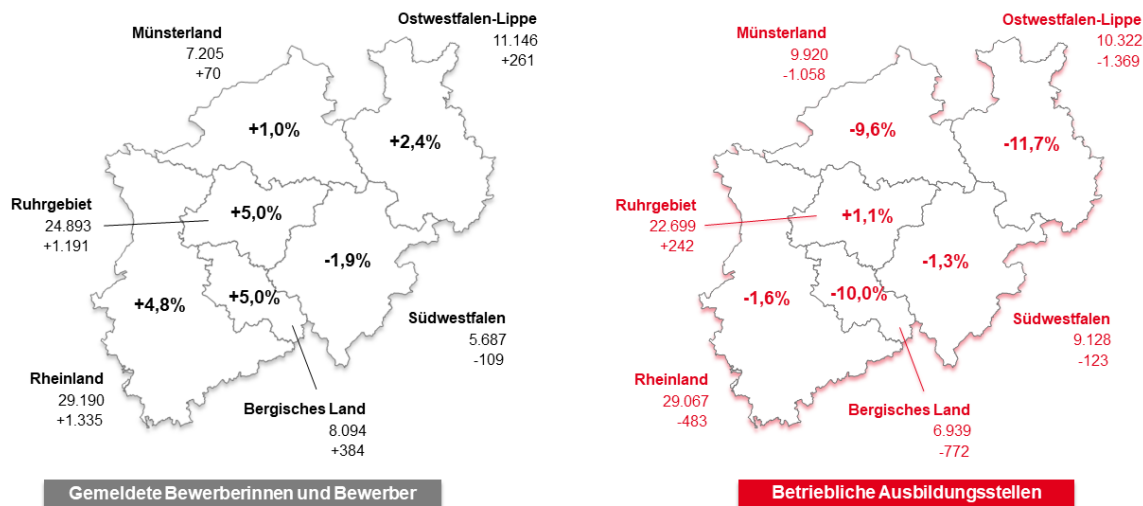 Münsterland
7.205
+70
Ostwestfalen-Lippe
11.146
+261
+1,0%
+2,4%
Ruhrgebiet
24.893
+1.191
+5,0%
-1,9%
+4,8%
+5,0%
Südwestfalen
5.687
-109
Rheinland
29.190
+1.335
Bergisches Land
8.094
+384
Gemeldete Bewerberinnen und Bewerber
Münsterland
9.920
-1.058
Ostwestfalen-Lippe
10.322
-1.369
-9,6%
-11,7%
Ruhrgebiet
22.699
+242
+1,1%
-1,3%
-1,6%
-10,0%
Südwestfalen
9.128
-123
Rheinland
29.067
-483
Bergisches Land
6.939
-772
Betriebliche Ausbildungsstellen